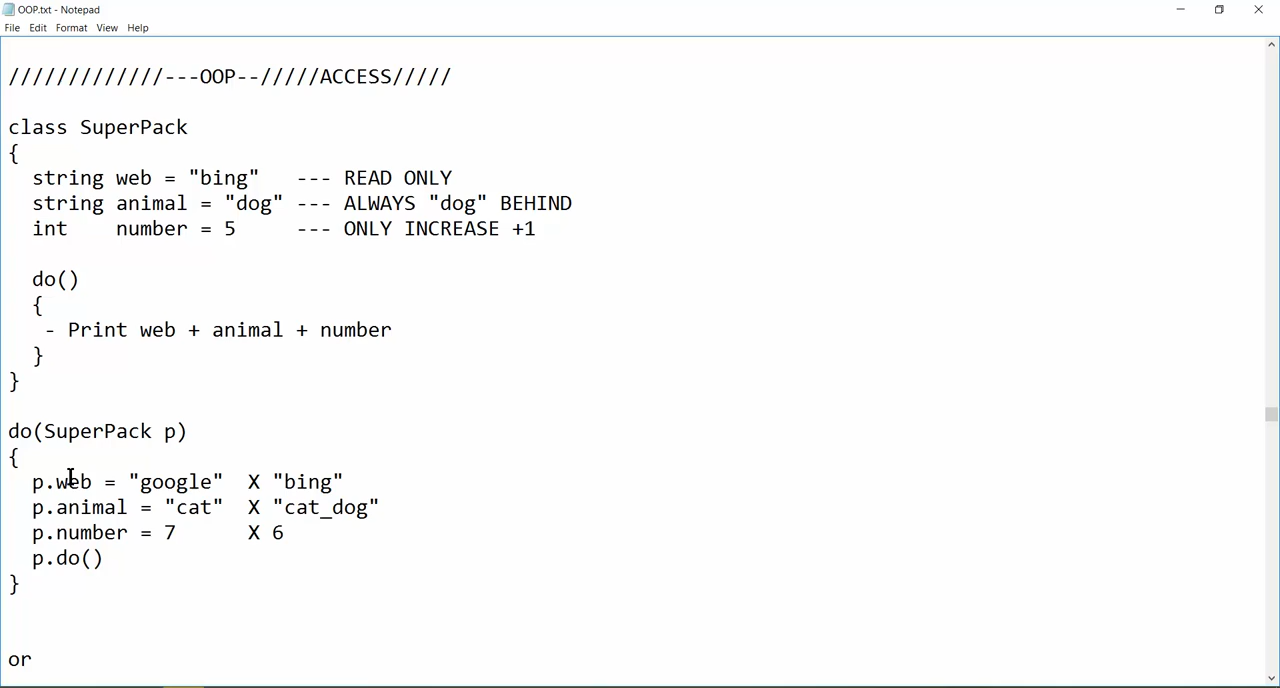 OOP.txt - Notepad
File Edit Format View Help
/////////////---OOP--/////ACCESS/////
class SuperPack
{
string web = "bing" --- READ ONLY
string animal = "dog" --- ALWAYS "dog" BEHIND
int number = 5 --- ONLY INCREASE +1
do()
{
- Print web + animal + number
}
}
do(SuperPack p)
{
p.web = "google" X "bing"
p.animal = "cat" X "cat_dog"
p.number = 7 X 6
p.do()
}
or